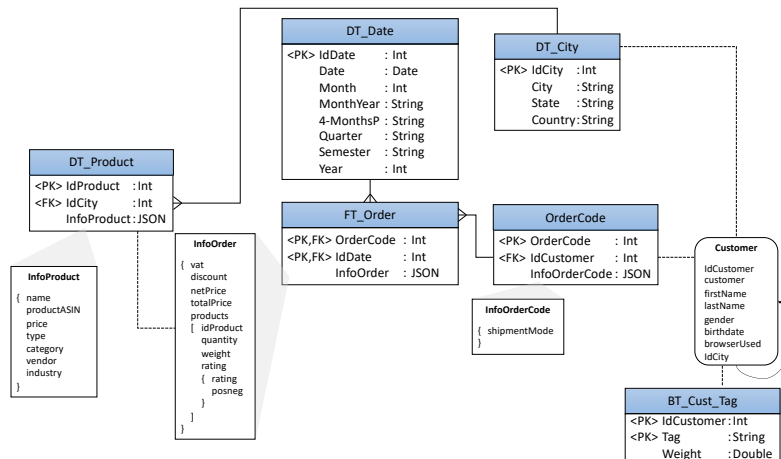 DT_Date
<PK> IdDate : Int
Date : Date
Month : Int
MonthYear : String
4-MonthsP : String
Quarter : String
Semester : String
Year : Int
DT_City
<PK> IdCity : Int
City : String
State : String
Country : String
DT_Product
<PK> IdProduct : Int
<FK> IdCity : Int
InfoProduct : JSON
FT_Order
<PK,FK> OrderCode : Int
<PK,FK> IdDate : Int
InfoOrder : JSON
OrderCode
<PK> OrderCode : Int
<FK> IdCustomer : Int
InfoOrderCode : JSON
InfoProduct
{ name
productASIN
price
type
category
vendor
industry
}
InfoOrder
{ vat
discount
netPrice
totalPrice
products
[ idProduct
quantity
weight
rating
{ rating
posneg
}
]
}
InfoOrderCode
{ shipmentMode
}
Customer
IdCustomer
customer
firstName
lastName
gender
birthdate
browserUsed
IdCity
BT_Cust_Tag
<PK> IdCustomer : Int
<PK> Tag : String
Weight : Double